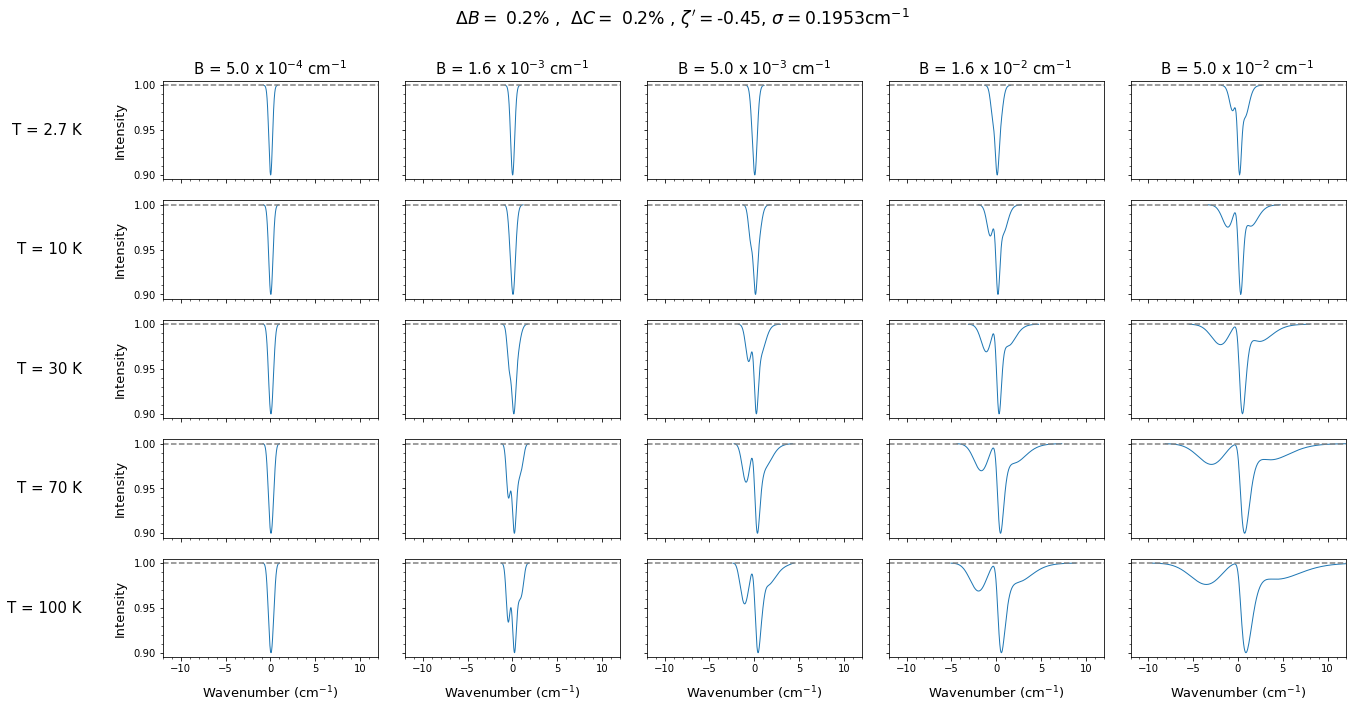 ΔB = 0.2% , ΔC = 0.2% , ζ′ = -0.45, σ = 0.1953cm⁻¹
B = 5.0 x 10⁻⁴ cm⁻¹ B = 1.6 x 10⁻³ cm⁻¹ B = 5.0 x 10⁻³ cm⁻¹ B = 1.6 x 10⁻² cm⁻¹ B = 5.0 x 10⁻² cm⁻¹
1.00
T = 2.7 K Intensity 0.95
0.90
1.00
T = 10 K Intensity 0.95
0.90
1.00
T = 30 K Intensity 0.95
0.90
1.00
T = 70 K Intensity 0.95
0.90
1.00
T = 100 K Intensity 0.95
0.90
−10 −5 0 5 10 −10 −5 0 5 10 −10 −5 0 5 10 −10 −5 0 5 10 −10 −5 0 5 10
Wavenumber (cm⁻¹) Wavenumber (cm⁻¹) Wavenumber (cm⁻¹) Wavenumber (cm⁻¹) Wavenumber (cm⁻¹)